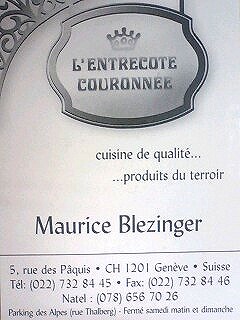 L'ENTRECOTE
COURONNÉE
cuisine de qualité...
...produits du terroir
Maurice Blezinger
5, rue des Pâquis • CH 1201 Genève • Suisse
Tél: (022) 732 84 45 • Fax: (022) 732 84 46
Natel : (078) 656 70 26
Parking des Alpes (rue Thalberg) - Fermé samedi matin et dimanche